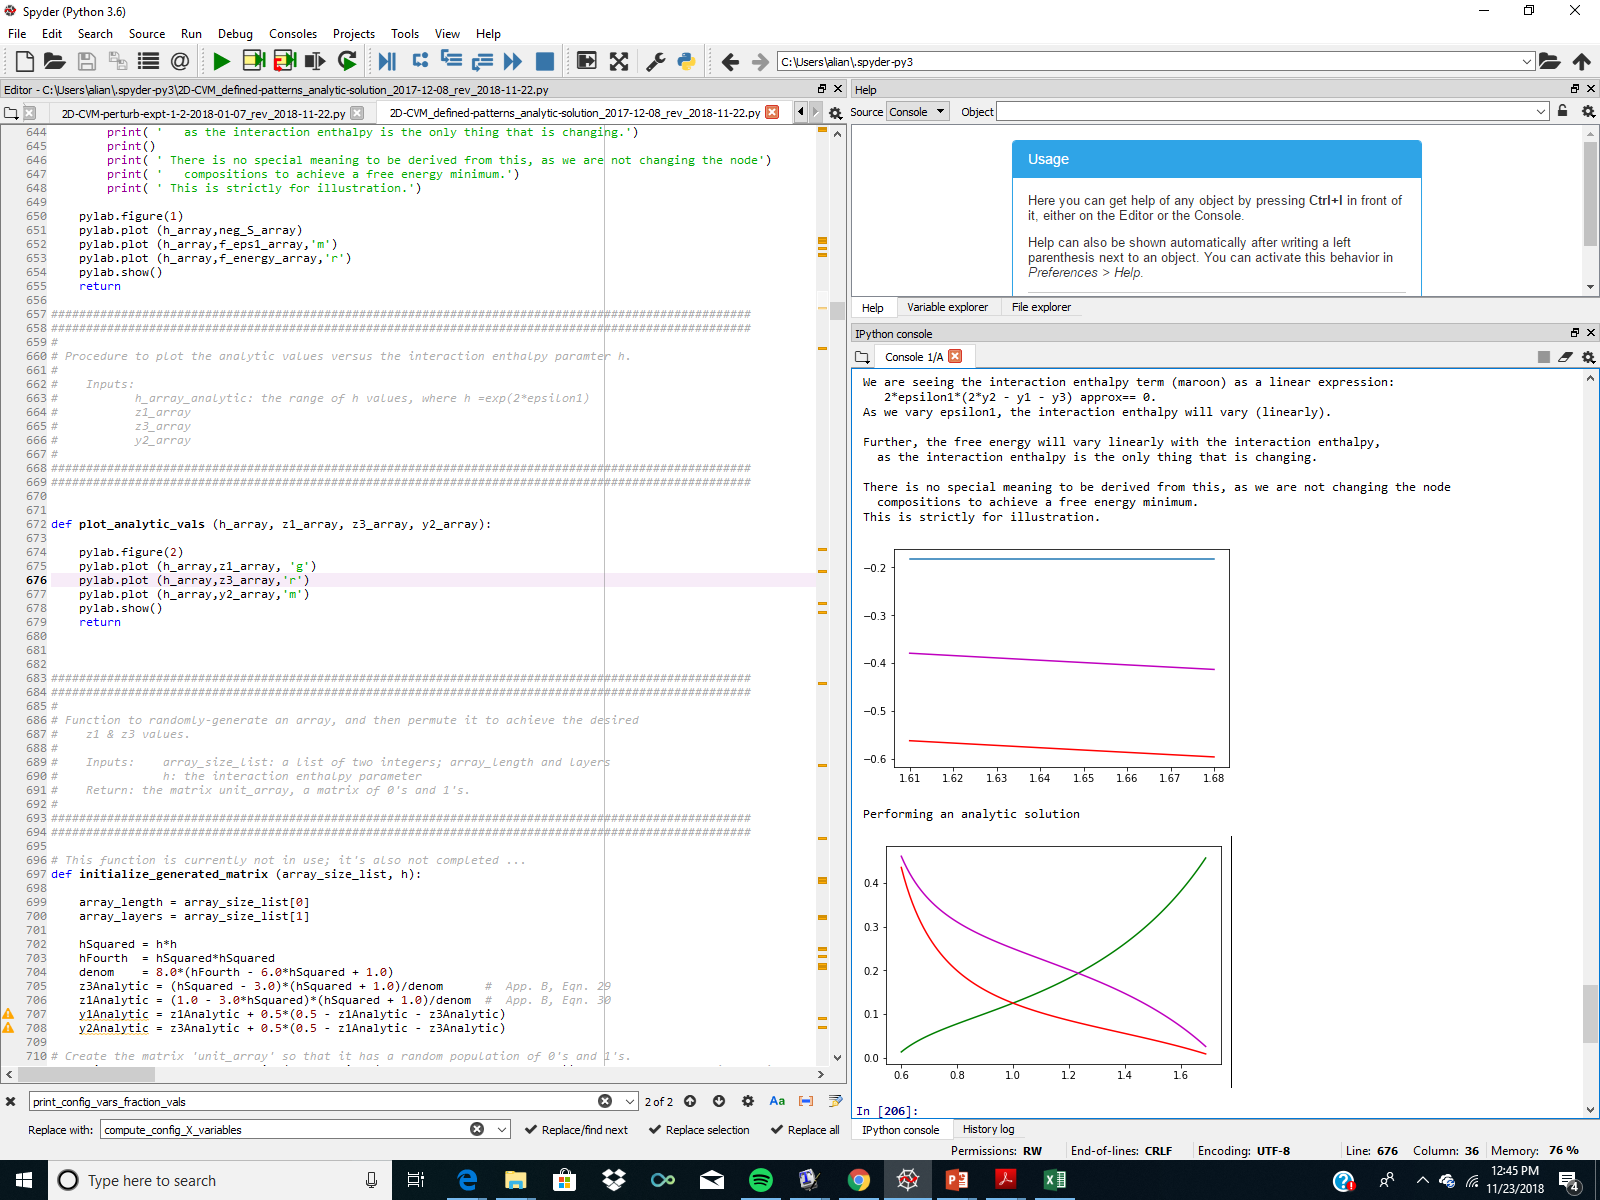 Spyder (Python 3.6)
File Edit Search Source Run Debug Consoles Projects Tools View Help
C:\Users\alian\.spyder-py3
Editor - C:\Users\alian\.spyder-py3\2D-CVM_defined-patterns_analytic-solution_2017-12-08_rev_2018-11-22.py
2D-CVM-perturb-expt-1-2-2018-01-07_rev_2018-11-22.py
2D-CVM_defined-patterns_analytic-solution_2017-12-08_rev_2018-11-22.py
644 print( '   as the interaction enthalpy is the only thing that is changing.')
645 print()
646 print( ' There is no special meaning to be derived from this, as we are not changing the node')
647 print( '   compositions to achieve a free energy minimum.')
648 print( ' This is strictly for illustration.')
649
650 pylab.figure(1)
651 pylab.plot (h_array,neg_S_array)
652 pylab.plot (h_array,f_eps1_array,'m')
653 pylab.plot (h_array,f_energy_array,'r')
654 pylab.show()
655 return
656
657 ####################################################################################################
658 ####################################################################################################
659 #
660 # Procedure to plot the analytic values versus the interaction enthalpy paramter h.
661 #
662 #    Inputs:
663 #           h_array_analytic: the range of h values, where h =exp(2*epsilon1)
664 #           z1_array
665 #           z3_array
666 #           y2_array
667 #
668 ####################################################################################################
669 ####################################################################################################
670
671
672 def plot_analytic_vals (h_array, z1_array, z3_array, y2_array):
673
674 pylab.figure(2)
675 pylab.plot (h_array,z1_array, 'g')
676 pylab.plot (h_array,z3_array,'r')
677 pylab.plot (h_array,y2_array,'m')
678 pylab.show()
679 return
680
681
682
683 ####################################################################################################
684 ####################################################################################################
685 #
686 # Function to randomly-generate an array, and then permute it to achieve the desired
687 #    z1 & z3 values.
688 #
689 #    Inputs:    array_size_list: a list of two integers; array_length and layers
690 #               h: the interaction enthalpy parameter
691 #    Return: the matrix unit_array, a matrix of 0's and 1's.
692 #
693 ####################################################################################################
694 ####################################################################################################
695
696 # This function is currently not in use; it's also not completed ...
697 def initialize_generated_matrix (array_size_list, h):
698
699 array_length = array_size_list[0]
700 array_layers = array_size_list[1]
701
702 hSquared = h*h
703 hFourth  = hSquared*hSquared
704 denom    = 8.0*(hFourth - 6.0*hSquared + 1.0)
705 z3Analytic = (hSquared - 3.0)*(hSquared + 1.0)/denom      #  App. B, Eqn. 29
706 z1Analytic = (1.0 - 3.0*hSquared)*(hSquared + 1.0)/denom  #  App. B, Eqn. 30
707 y1Analytic = z1Analytic + 0.5*(0.5 - z1Analytic - z3Analytic)
708 y2Analytic = z3Analytic + 0.5*(0.5 - z1Analytic - z3Analytic)
709
710 # Create the matrix 'unit_array' so that it has a random population of 0's and 1's.
print_config_vars_fraction_vals
2 of 2
Aa
Replace with: compute_config_X_variables
Replace/find next Replace selection Replace all
Help
Source Console Object
Usage
Here you can get help of any object by pressing Ctrl+I in front of
it, either on the Editor or the Console.
Help can also be shown automatically after writing a left
parenthesis next to an object. You can activate this behavior in
Preferences > Help.
Help Variable explorer File explorer
IPython console
Console 1/A
We are seeing the interaction enthalpy term (maroon) as a linear expression:
2*epsilon1*(2*y2 - y1 - y3) approx== 0.
As we vary epsilon1, the interaction enthalpy will vary (linearly).
Further, the free energy will vary linearly with the interaction enthalpy,
as the interaction enthalpy is the only thing that is changing.
There is no special meaning to be derived from this, as we are not changing the node
compositions to achieve a free energy minimum.
This is strictly for illustration.
−0.2
−0.3
−0.4
−0.5
−0.6
1.61 1.62 1.63 1.64 1.65 1.66 1.67 1.68
Performing an analytic solution
0.4
0.3
0.2
0.1
0.0
0.6 0.8 1.0 1.2 1.4 1.6
In [206]:
IPython console History log
Permissions: RW End-of-lines: CRLF Encoding: UTF-8 Line: 676 Column: 36 Memory: 76 %
Type here to search
12:45 PM
11/23/2018
4